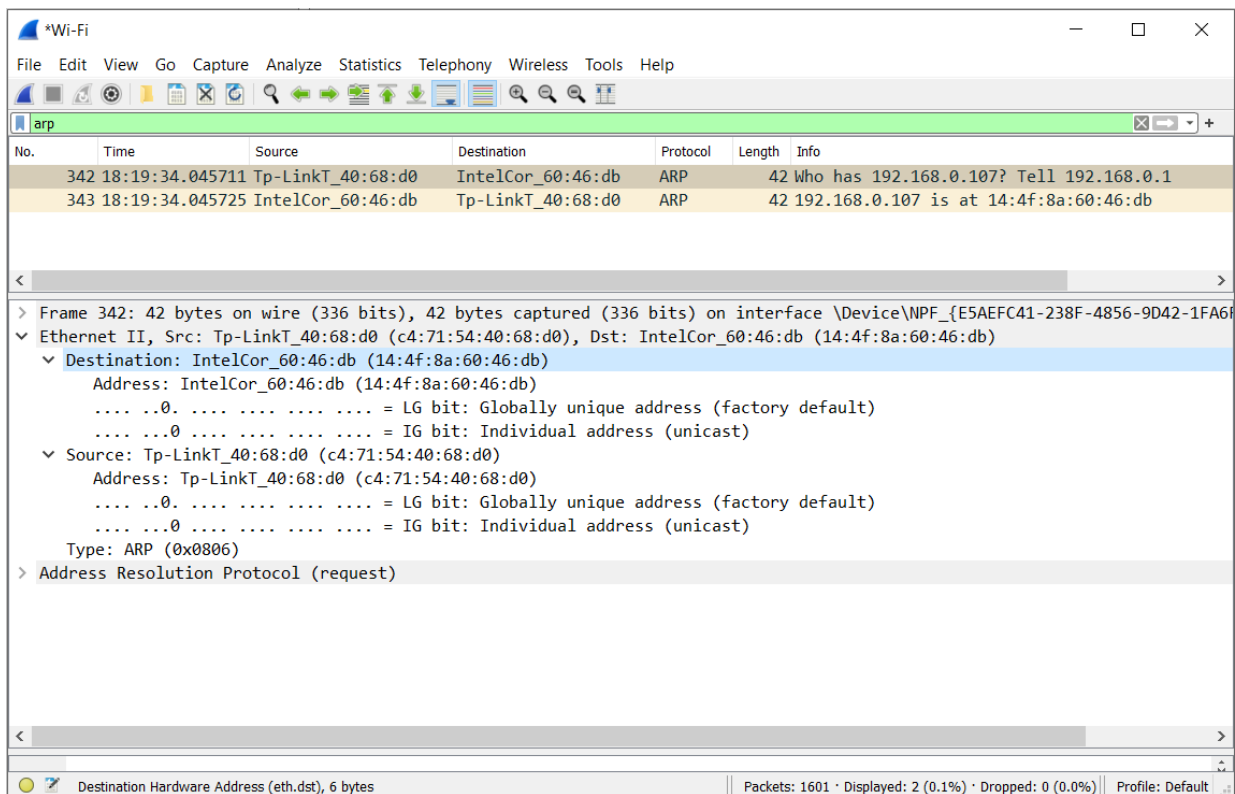 *Wi-Fi
File Edit View Go Capture Analyze Statistics Telephony Wireless Tools Help
arp
No. Time Source Destination Protocol Length Info
342 18:19:34.045711 Tp-LinkT_40:68:d0 IntelCor_60:46:db ARP 42 Who has 192.168.0.107? Tell 192.168.0.1
343 18:19:34.045725 IntelCor_60:46:db Tp-LinkT_40:68:d0 ARP 42 192.168.0.107 is at 14:4f:8a:60:46:db
Frame 342: 42 bytes on wire (336 bits), 42 bytes captured (336 bits) on interface \Device\NPF_{E5AEFC41-238F-4856-9D42-1FA6F
Ethernet II, Src: Tp-LinkT_40:68:d0 (c4:71:54:40:68:d0), Dst: IntelCor_60:46:db (14:4f:8a:60:46:db)
Destination: IntelCor_60:46:db (14:4f:8a:60:46:db)
Address: IntelCor_60:46:db (14:4f:8a:60:46:db)
.... ..0. .... .... .... .... = LG bit: Globally unique address (factory default)
.... ...0 .... .... .... .... = IG bit: Individual address (unicast)
Source: Tp-LinkT_40:68:d0 (c4:71:54:40:68:d0)
Address: Tp-LinkT_40:68:d0 (c4:71:54:40:68:d0)
.... ..0. .... .... .... .... = LG bit: Globally unique address (factory default)
.... ...0 .... .... .... .... = IG bit: Individual address (unicast)
Type: ARP (0x0806)
Address Resolution Protocol (request)
Destination Hardware Address (eth.dst), 6 bytes Packets: 1601 · Displayed: 2 (0.1%) · Dropped: 0 (0.0%) Profile: Default